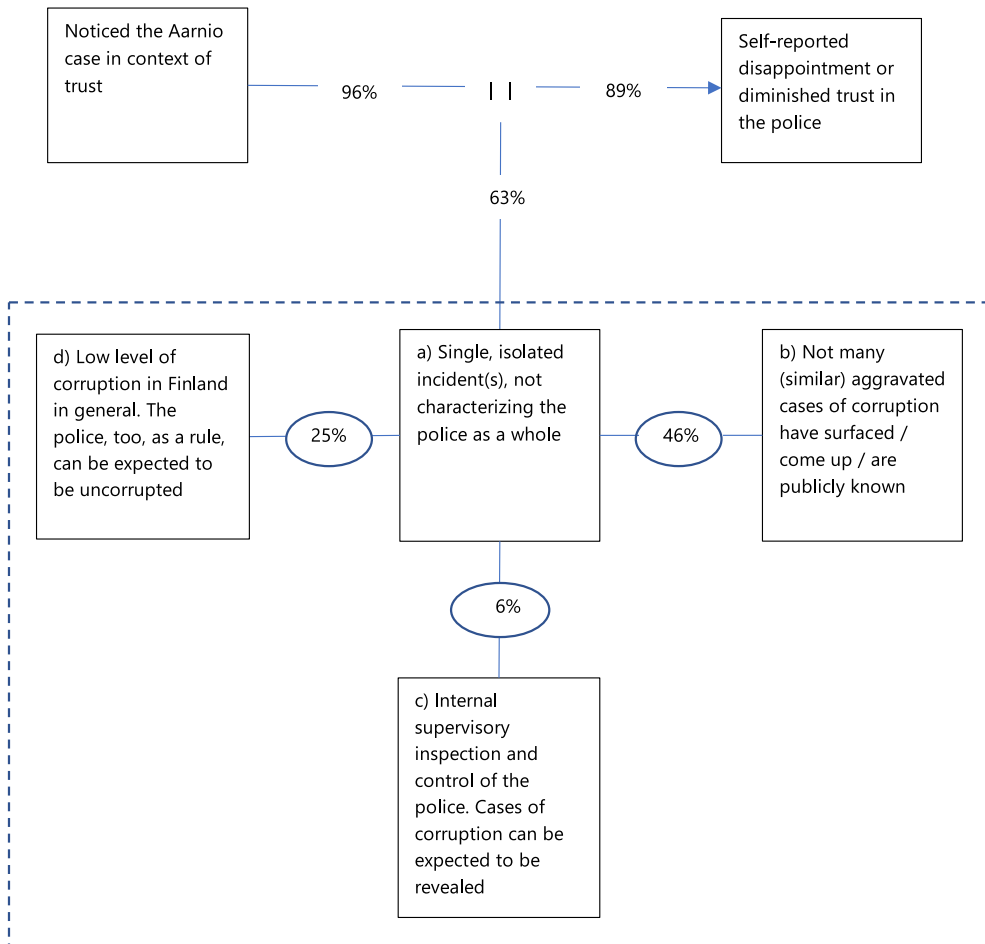 Noticed the Aarnio
case in context of
trust
96%
89%
Self-reported
disappointment or
diminished trust in
the police
63%
d) Low level of
corruption in Finland
in general. The
police, too, as a rule,
can be expected to
be uncorrupted
25%
a) Single, isolated
incident(s), not
characterizing the
police as a whole
46%
b) Not many
(similar) aggravated
cases of corruption
have surfaced /
come up / are
publicly known
6%
c) Internal
supervisory
inspection and
control of the
police. Cases of
corruption can be
expected to be
revealed